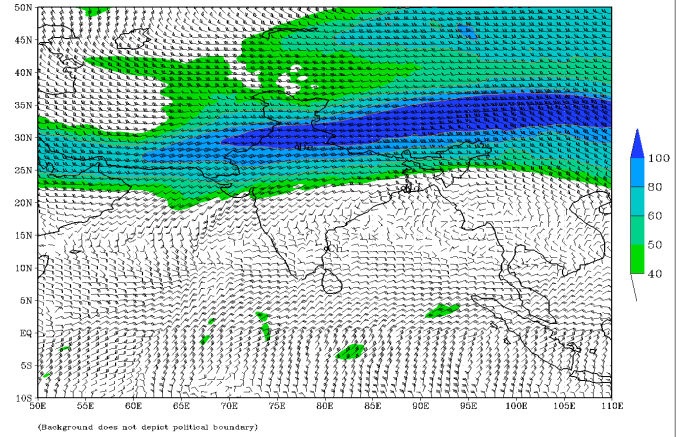 50N
45N
40N
35N
30N
25N
20N
15N
10N
5N
EQ
5S
10S
50E 55E 60E 65E 70E 75E 80E 85E 90E 95E 100E 105E 110E
100
80
60
50
40
(Background does not depict political boundary)